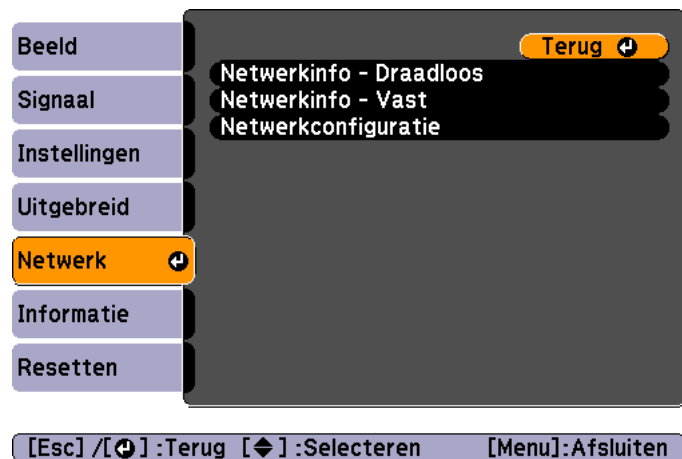 Beeld
Signaal
Instellingen
Uitgebreid
Netwerk
Informatie
Resetten
Terug
Netwerkinfo - Draadloos
Netwerkinfo - Vast
Netwerkconfiguratie
[Esc] /[⏎] :Terug [◆] :Selecteren [Menu]:Afsluiten